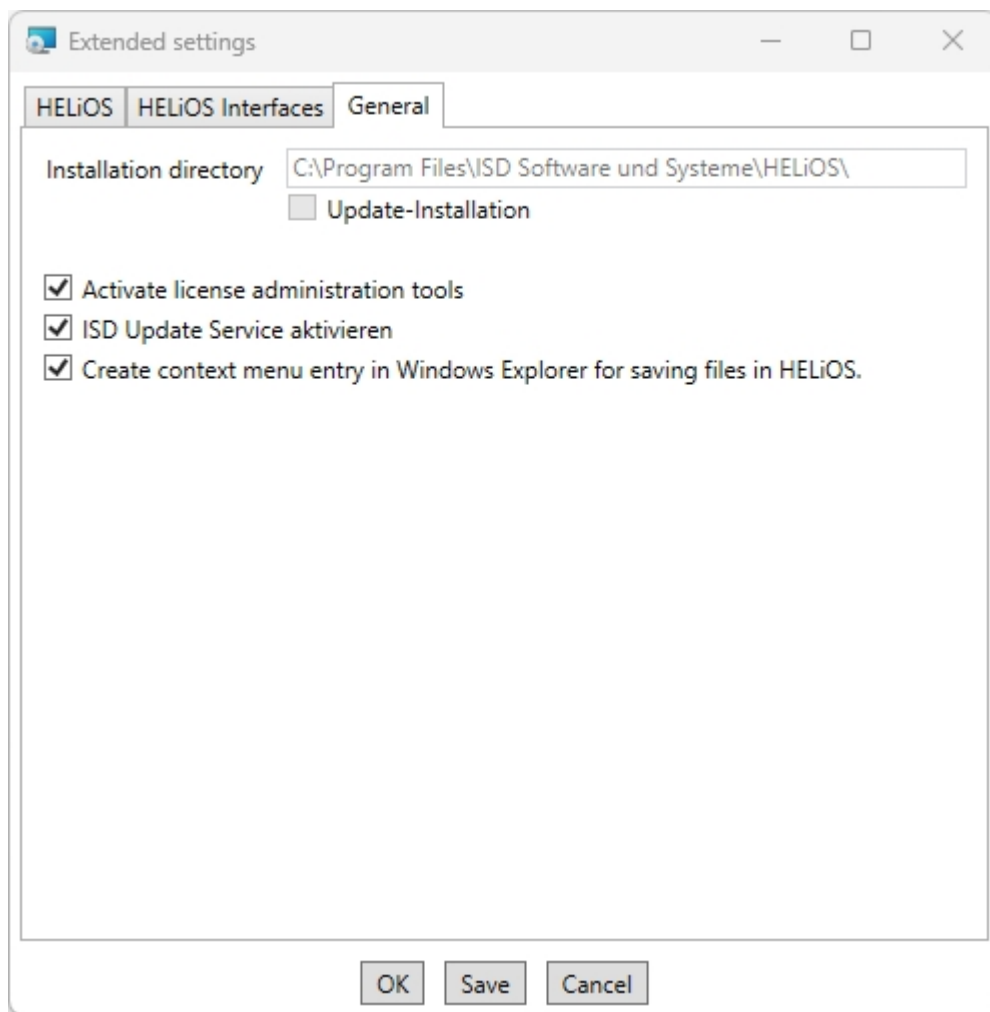 Extended settings
HELiOS HELiOS Interfaces General
Installation directory C:\Program Files\ISD Software und Systeme\HELiOS\
Update-Installation
Activate license administration tools
ISD Update Service aktivieren
Create context menu entry in Windows Explorer for saving files in HELiOS.
OK Save Cancel